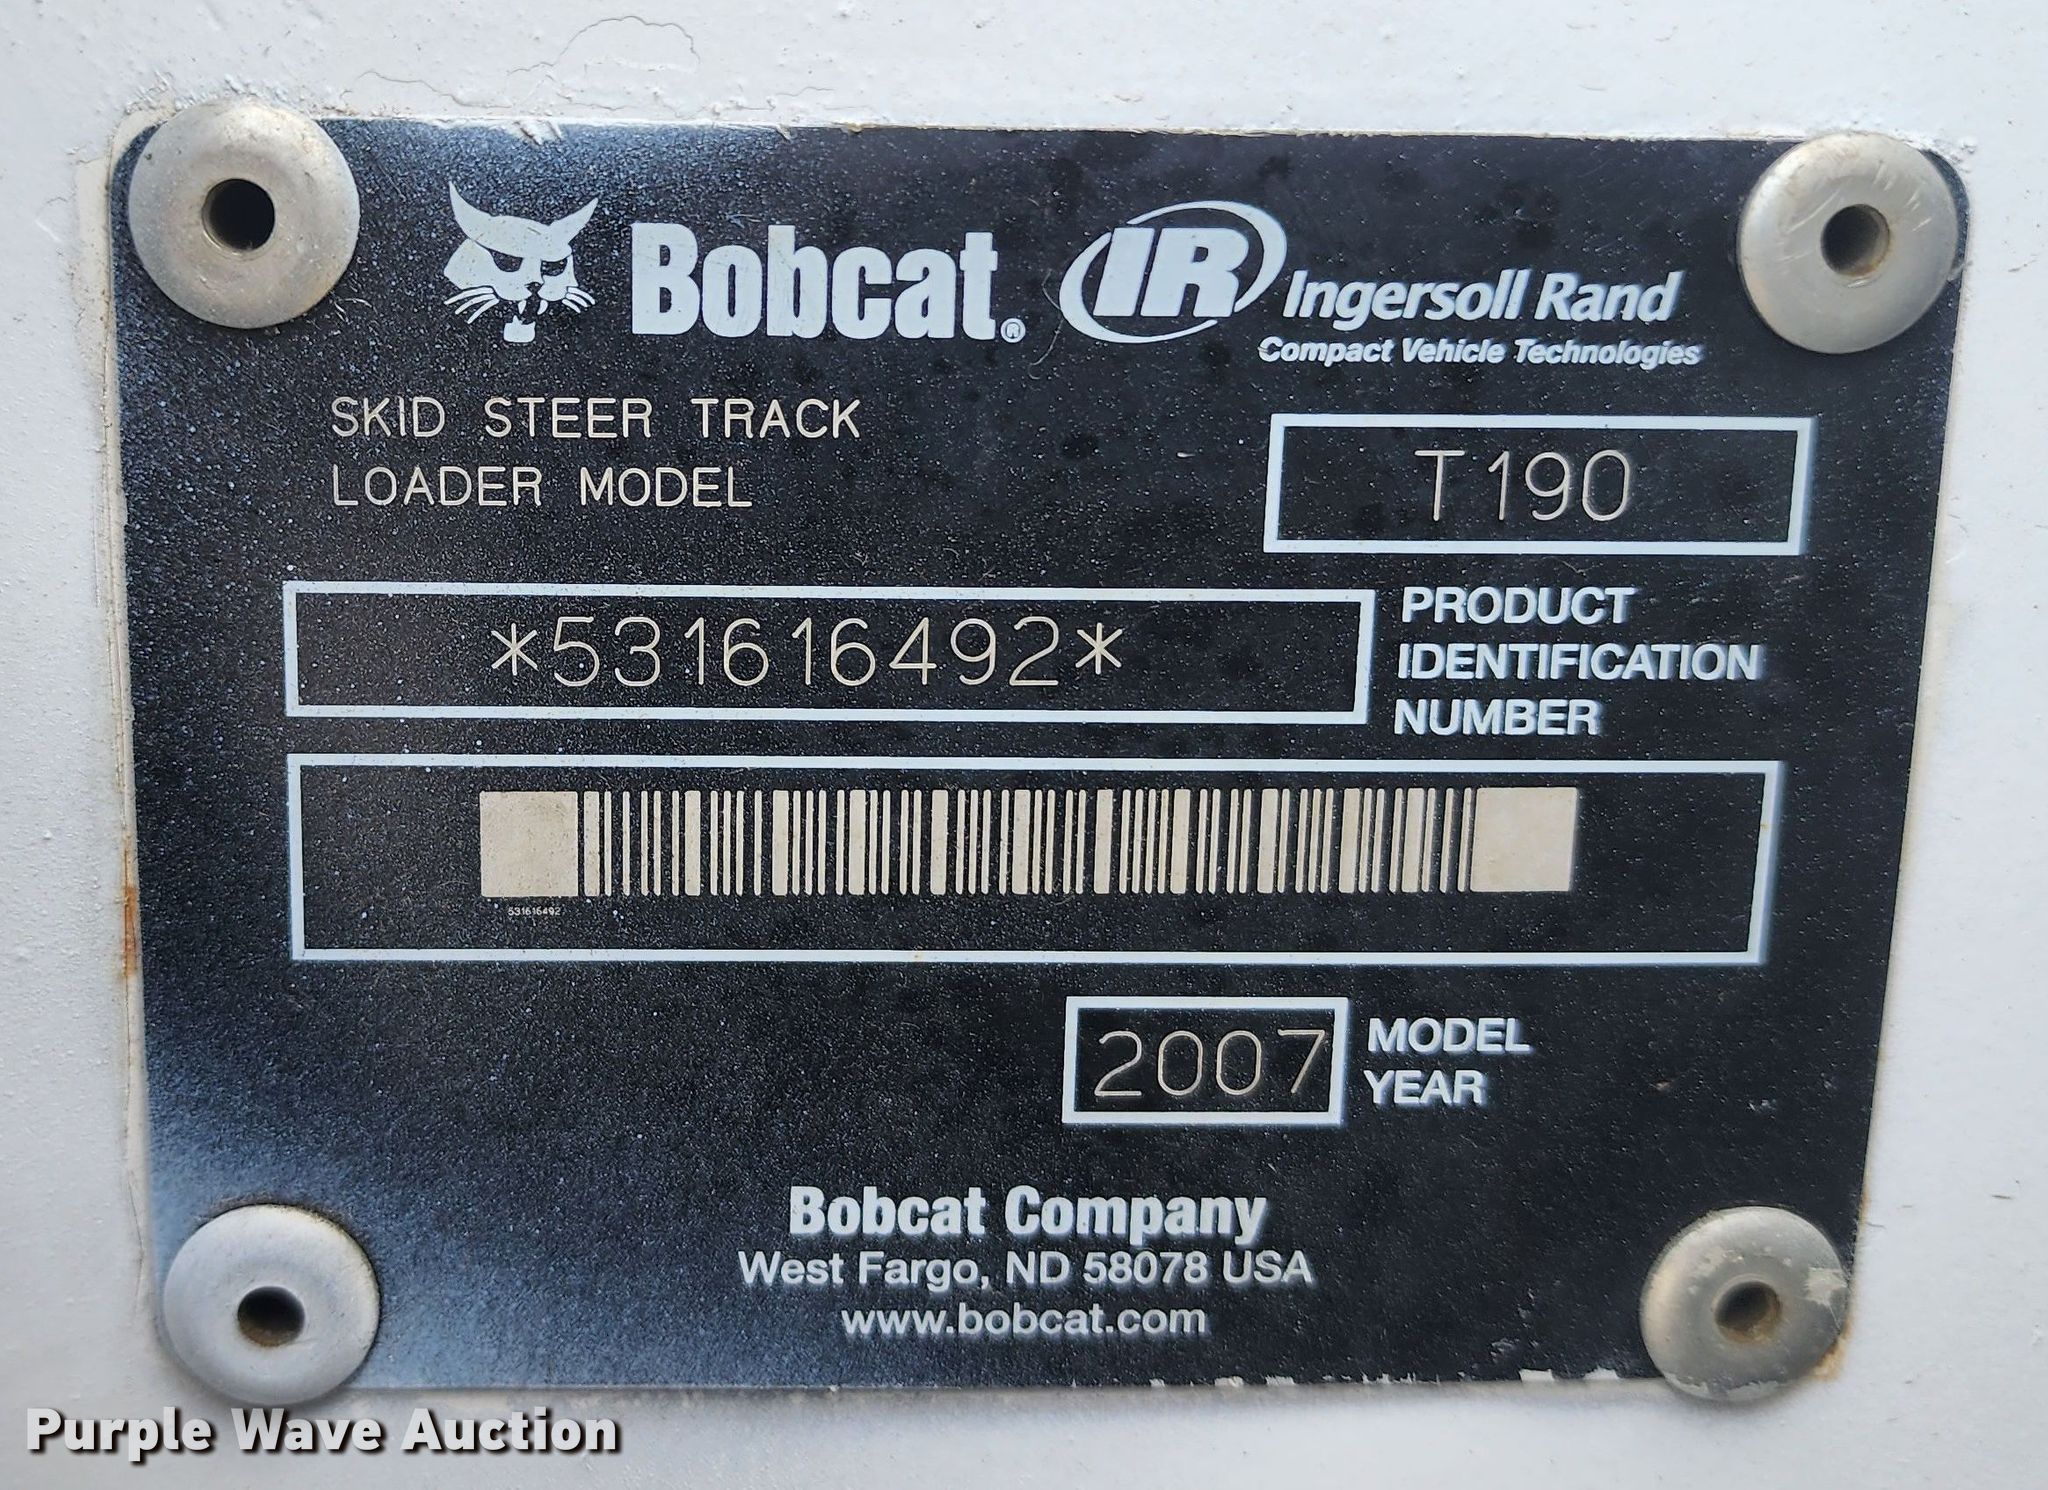 Bobcat®
IR Ingersoll Rand
Compact Vehicle Technologies
SKID STEER TRACK
LOADER MODEL
T190
*531616492*
PRODUCT
IDENTIFICATION
NUMBER
531616492
2007
MODEL
YEAR
Bobcat Company
West Fargo, ND 58078 USA
www.bobcat.com
Purple Wave Auction